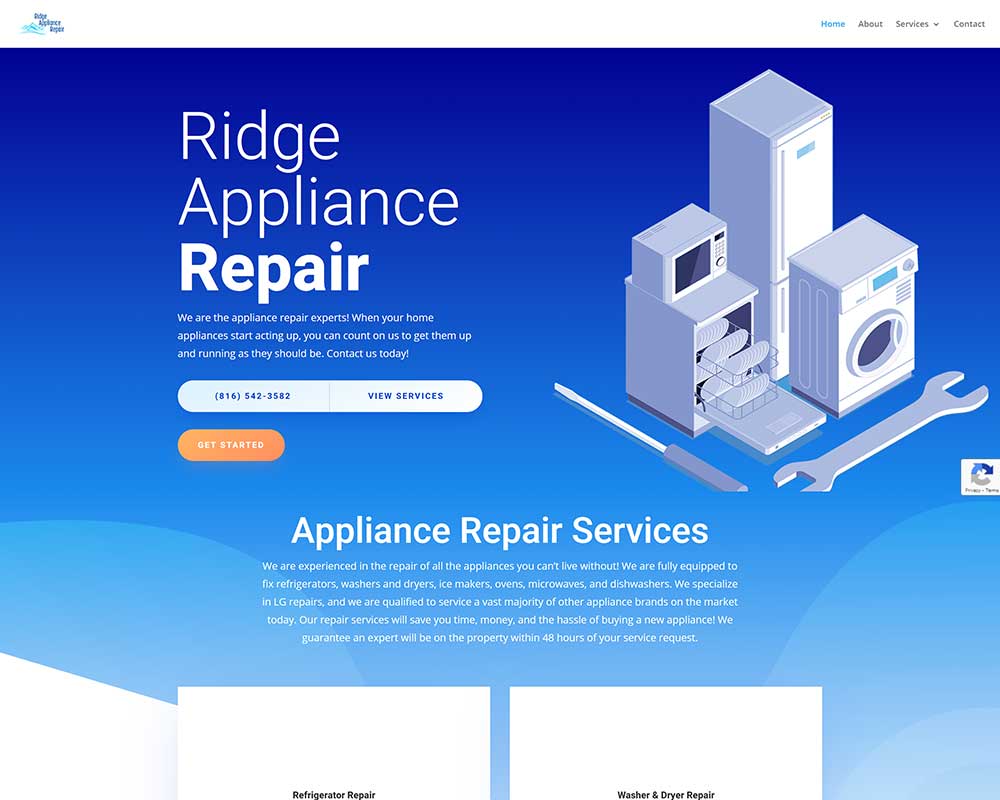 Ridge
Appliance
Repair
Home
About
Services
Contact
Ridge
Appliance
Repair
We are the appliance repair experts! When your home
appliances start acting up, you can count on us to get them up
and running as they should be. Contact us today!
(816) 542-3582
VIEW SERVICES
GET STARTED
Privacy - Terms
Appliance Repair Services
We are experienced in the repair of all the appliances you can’t live without! We are fully equipped to
fix refrigerators, washers and dryers, ice makers, ovens, microwaves, and dishwashers. We specialize
in LG repairs, and we are qualified to service a vast majority of other appliance brands on the market
today. Our repair services will save you time, money, and the hassle of buying a new appliance! We
guarantee an expert will be on the property within 48 hours of your service request.
Refrigerator Repair
Washer & Dryer Repair